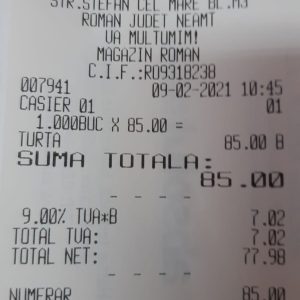 STR.STEFAN CEL MARE BL.M3
ROMAN JUDET NEAMT
VA MULTUMIM!
MAGAZIN ROMAN
C.I.F.:RO9318238
007941 09-02-2021 10:45
CASIER 01 01
1.000BUC X 85.00 =
TURTA 85.00 B
SUMA TOTALA:
85.00
- - - -
9.00% TVA*B 7.02
TOTAL TVA: 7.02
TOTAL NET: 77.98
- - - -
NUMERAR 85.00